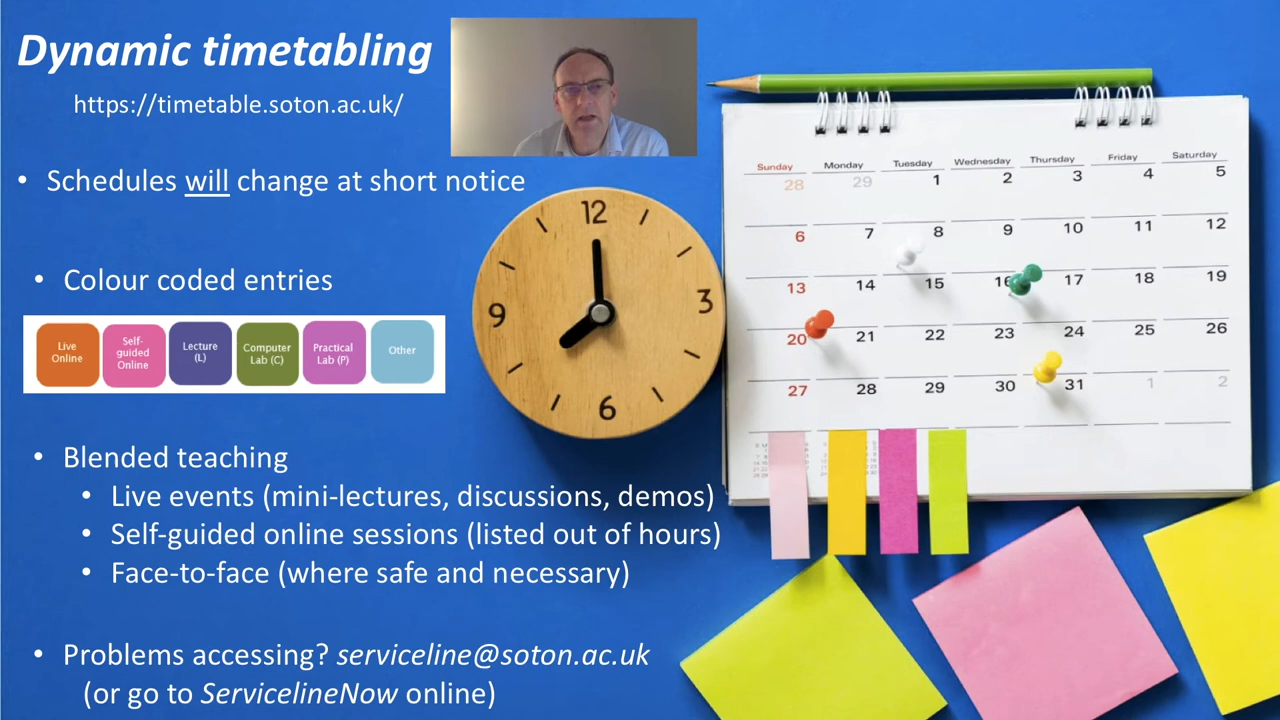 Dynamic timetabling
https://timetable.soton.ac.uk/
• Schedules will change at short notice
• Colour coded entries
Live Online
Self-guided Online
Lecture (L)
Computer Lab (C)
Practical Lab (P)
Other
• Blended teaching
• Live events (mini-lectures, discussions, demos)
• Self-guided online sessions (listed out of hours)
• Face-to-face (where safe and necessary)
• Problems accessing? serviceline@soton.ac.uk
(or go to ServicelineNow online)
12
3
6
9
Sunday Monday Tuesday Wednesday Thursday Friday Saturday
28 29 1 2 3 4 5
6 7 8 9 10 11 12
13 14 15 16 17 18 19
20 21 22 23 24 25 26
27 28 29 30 31 1 2